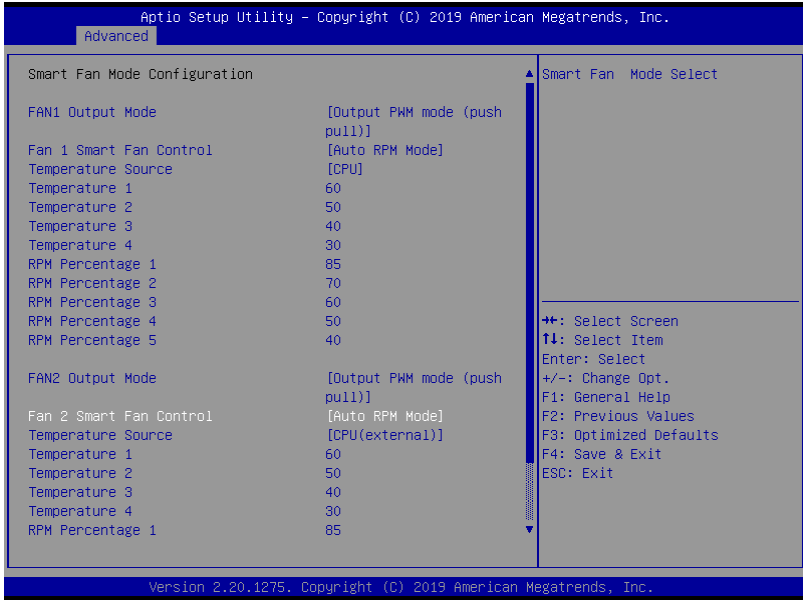 Aptio Setup Utility – Copyright (C) 2019 American Megatrends, Inc.
Advanced
Smart Fan Mode Configuration
FAN1 Output Mode [Output PWM mode (push
pull)]
Fan 1 Smart Fan Control [Auto RPM Mode]
Temperature Source [CPU]
Temperature 1 60
Temperature 2 50
Temperature 3 40
Temperature 4 30
RPM Percentage 1 85
RPM Percentage 2 70
RPM Percentage 3 60
RPM Percentage 4 50
RPM Percentage 5 40
FAN2 Output Mode [Output PWM mode (push
pull)]
Fan 2 Smart Fan Control [Auto RPM Mode]
Temperature Source [CPU(external)]
Temperature 1 60
Temperature 2 50
Temperature 3 40
Temperature 4 30
RPM Percentage 1 85
Smart Fan Mode Select
→←: Select Screen
↑↓: Select Item
Enter: Select
+/-: Change Opt.
F1: General Help
F2: Previous Values
F3: Optimized Defaults
F4: Save & Exit
ESC: Exit
Version 2.20.1275. Copyright (C) 2019 American Megatrends, Inc.